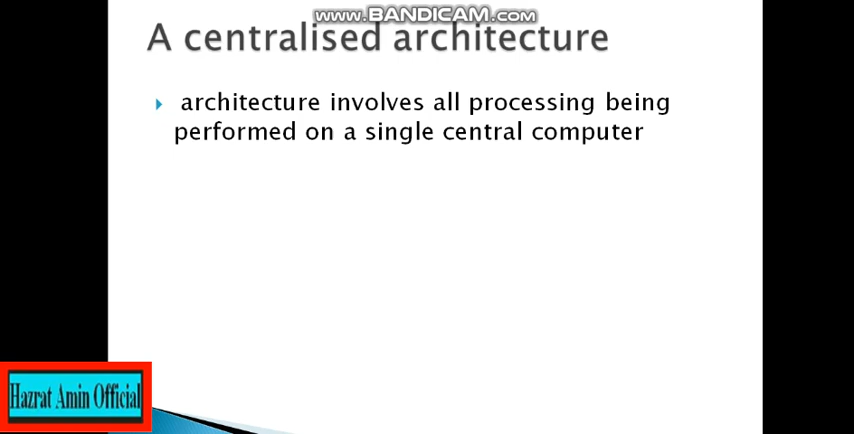 www.BANDICAM.com
A centralised architecture
architecture involves all processing being
performed on a single central computer
Hazrat Amin Official